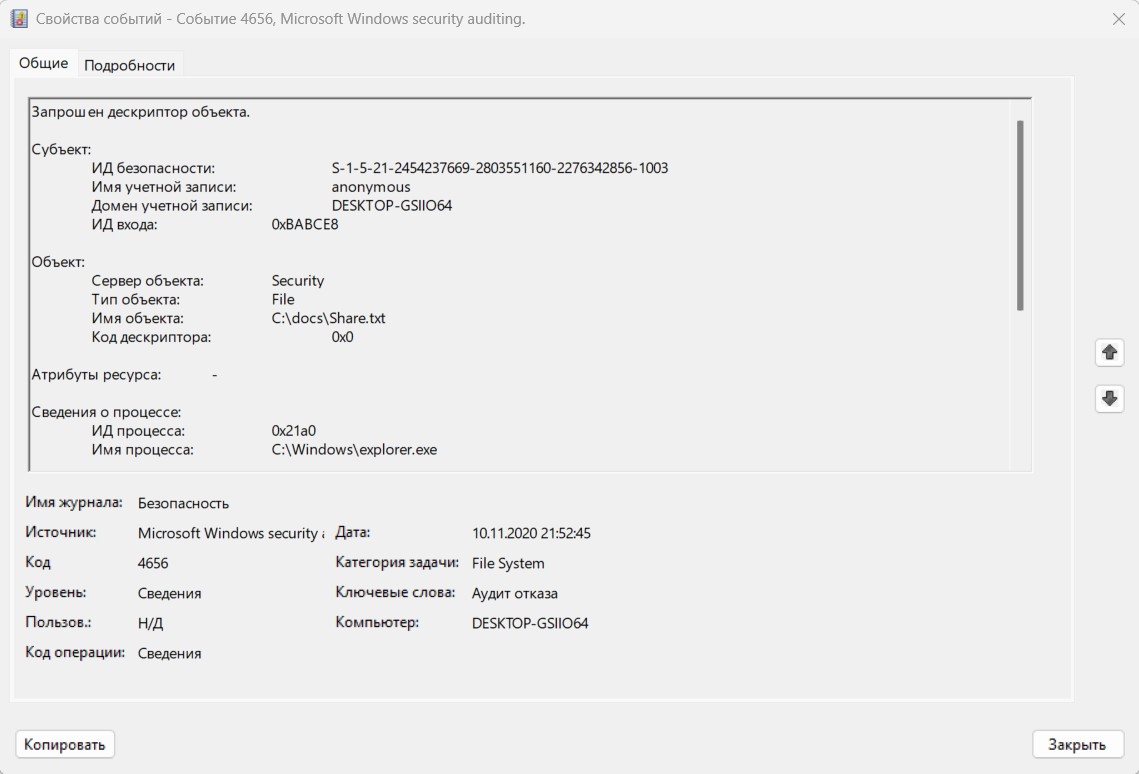 Свойства событий - Событие 4656, Microsoft Windows security auditing.
Общие Подробности
Запрошен дескриптор объекта.
Субъект:
ИД безопасности: S-1-5-21-2454237669-2803551160-2276342856-1003
Имя учетной записи: anonymous
Домен учетной записи: DESKTOP-GSIIO64
ИД входа: 0xBABCE8
Объект:
Сервер объекта: Security
Тип объекта: File
Имя объекта: C:\docs\Share.txt
Код дескриптора: 0x0
Атрибуты ресурса: -
Сведения о процессе:
ИД процесса: 0x21a0
Имя процесса: C:\Windows\explorer.exe
Имя журнала: Безопасность
Источник: Microsoft Windows security Дата: 10.11.2020 21:52:45
Код 4656 Категория задачи: File System
Уровень: Сведения Ключевые слова: Аудит отказа
Пользов.: Н/Д Компьютер: DESKTOP-GSIIO64
Код операции: Сведения
Копировать Закрыть